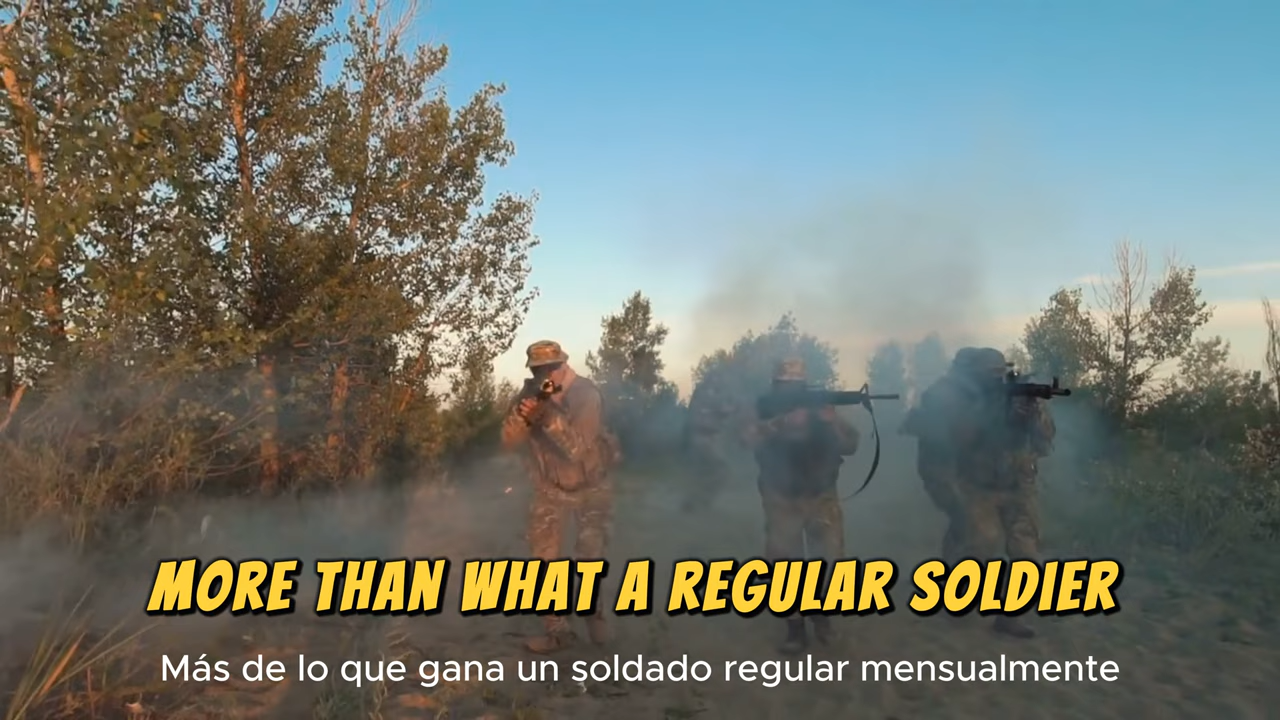 MORE THAN WHAT A REGULAR SOLDIER
Más de lo que gana un soldado regular mensualmente